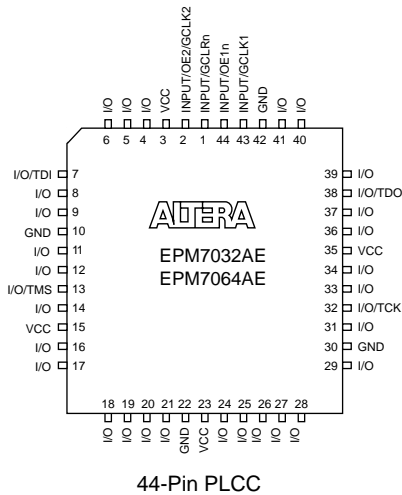 I/O
I/O
I/O
VCC
INPUT/OE2/GCLK2
INPUT/GCLRn
INPUT/OE1n
INPUT/GCLK1
GND
I/O
I/O
6 5 4 3 2 1 44 43 42 41 40
I/O/TDI 7
I/O 8
I/O 9
GND 10
I/O 11
I/O 12
I/O/TMS 13
I/O 14
VCC 15
I/O 16
I/O 17
ALTERA
EPM7032AE
EPM7064AE
39 I/O
38 I/O/TDO
37 I/O
36 I/O
35 VCC
34 I/O
33 I/O
32 I/O/TCK
31 I/O
30 GND
29 I/O
18 19 20 21 22 23 24 25 26 27 28
I/O
I/O
I/O
I/O
GND
VCC
I/O
I/O
I/O
I/O
I/O
44-Pin PLCC